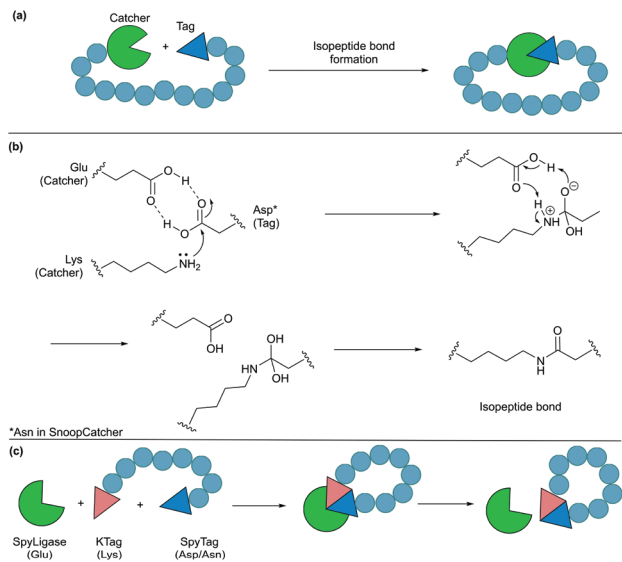 (a)
Catcher
Tag
+
Isopeptide bond
formation
(b)
Glu
(Catcher)
O
H
O
O
H
O
Asp*
(Tag)
Lys
(Catcher)
NH2
O
H
O
O
H
NH
OH
O
OH
OH
HN
OH
O
N
H
Isopeptide bond
*Asn in SnoopCatcher
(c)
+
+
SpyLigase
(Glu)
KTag
(Lys)
SpyTag
(Asp/Asn)